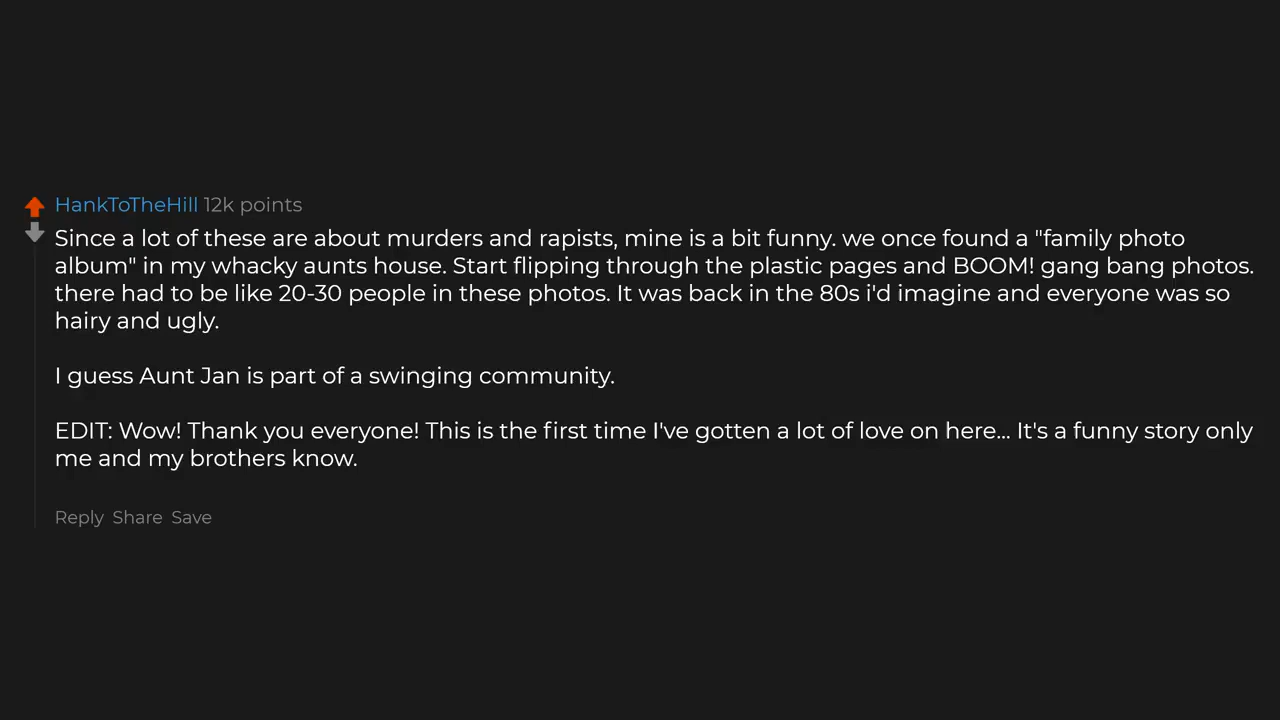 HankToTheHill 12k points
Since a lot of these are about murders and rapists, mine is a bit funny. we once found a "family photo
album" in my whacky aunts house. Start flipping through the plastic pages and BOOM! gang bang photos.
there had to be like 20-30 people in these photos. It was back in the 80s i'd imagine and everyone was so
hairy and ugly.
I guess Aunt Jan is part of a swinging community.
EDIT: Wow! Thank you everyone! This is the first time I've gotten a lot of love on here... It's a funny story only
me and my brothers know.
Reply Share Save